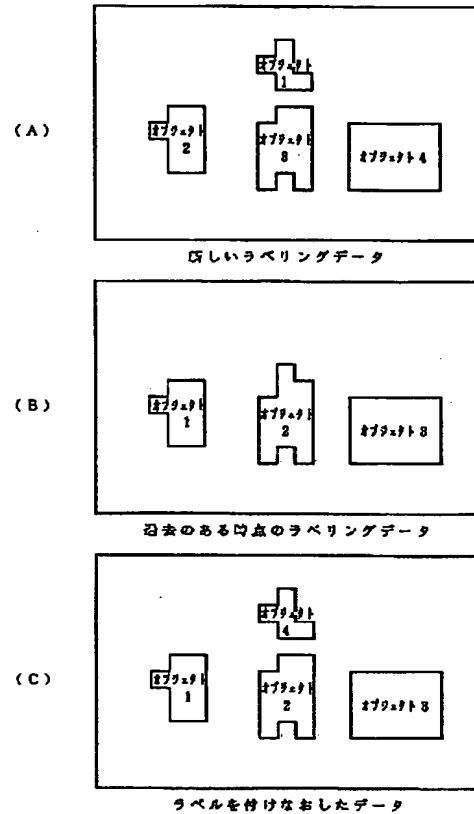 (A)
オブジェクト
1
オブジェクト
2
オブジェクト
3
オブジェクト 4
新しいラベリングデータ
(B)
オブジェクト
1
オブジェクト
2
オブジェクト 3
過去のある時点のラベリングデータ
(C)
オブジェクト
4
オブジェクト
1
オブジェクト
2
オブジェクト 3
ラベルを付けなおしたデータ